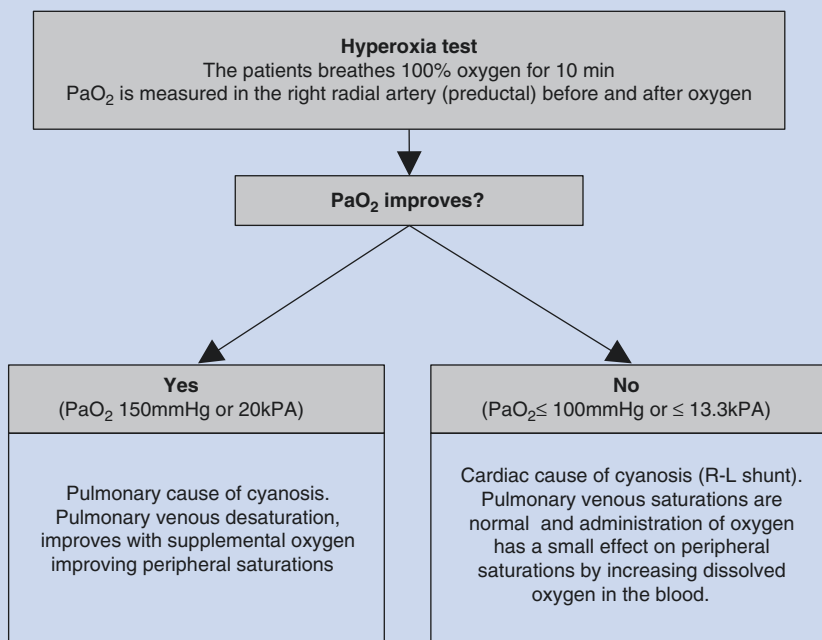 Hyperoxia test
The patients breathes 100% oxygen for 10 min
PaO₂ is measured in the right radial artery (preductal) before and after oxygen
PaO₂ improves?
Yes
(PaO₂ 150mmHg or 20kPA)
Pulmonary cause of cyanosis.
Pulmonary venous desaturation,
improves with supplemental oxygen
improving peripheral saturations
No
(PaO₂≤ 100mmHg or ≤ 13.3kPA)
Cardiac cause of cyanosis (R-L shunt).
Pulmonary venous saturations are
normal and administration of oxygen
has a small effect on peripheral
saturations by increasing dissolved
oxygen in the blood.